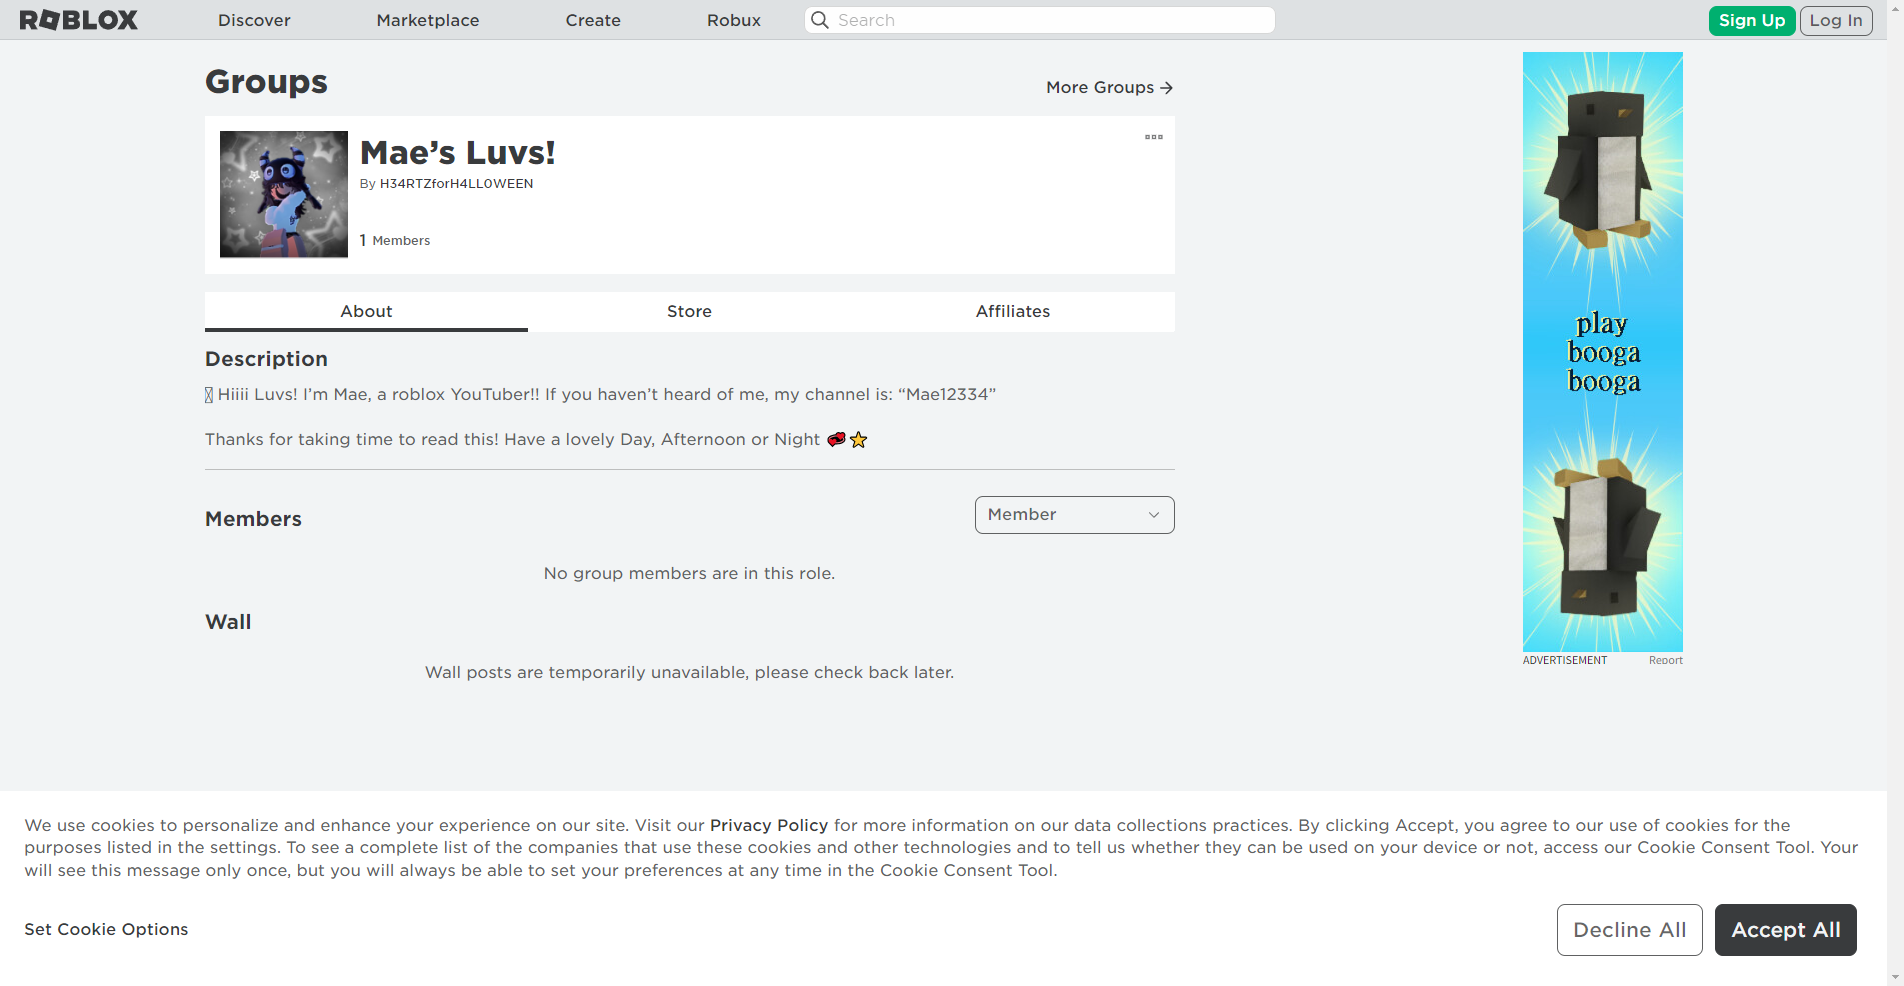 ROBLOX Discover Marketplace Create Robux Search Sign Up Log In
Groups
More Groups →
Mae’s Luvs!
By H34RTZforH4LL0WEEN
1 Members
About Store Affiliates
Description
Hiiii Luvs! I’m Mae, a roblox YouTuber!! If you haven’t heard of me, my channel is: “Mae12334”
Thanks for taking time to read this! Have a lovely Day, Afternoon or Night 💞⭐
Members
Member
No group members are in this role.
Wall
Wall posts are temporarily unavailable, please check back later.
play
booga
booga
ADVERTISEMENT Report
We use cookies to personalize and enhance your experience on our site. Visit our Privacy Policy for more information on our data collections practices. By clicking Accept, you agree to our use of cookies for the
purposes listed in the settings. To see a complete list of the companies that use these cookies and other technologies and to tell us whether they can be used on your device or not, access our Cookie Consent Tool. Your
will see this message only once, but you will always be able to set your preferences at any time in the Cookie Consent Tool.
Set Cookie Options
Decline All
Accept All